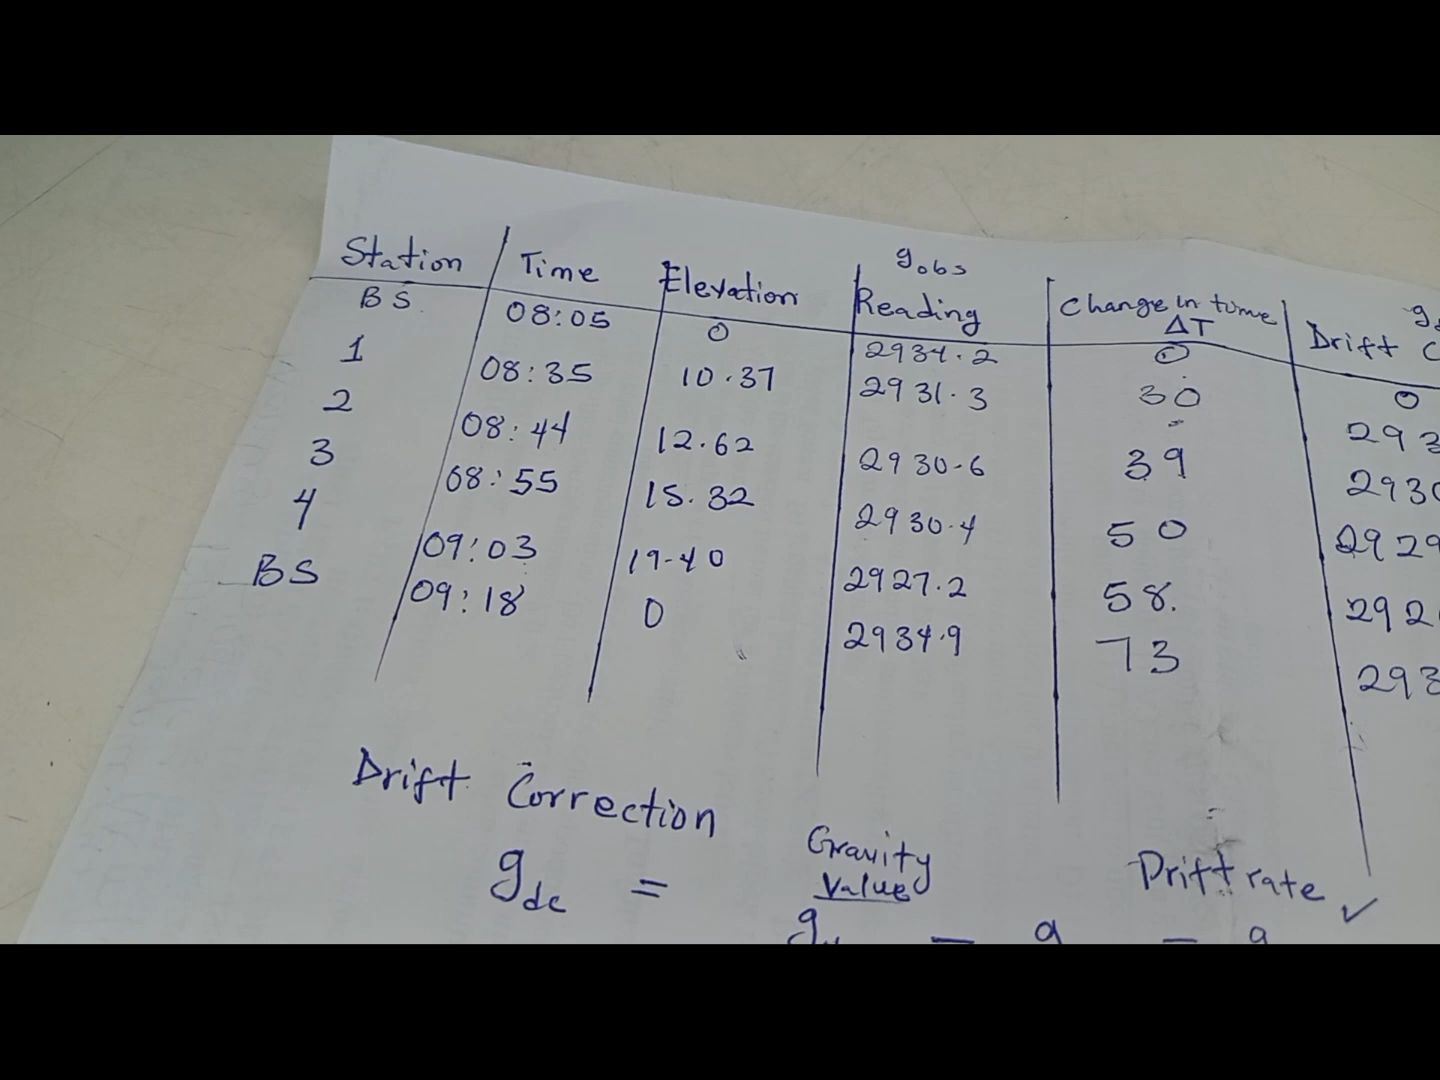 Station Time Elevation gobs Reading Change in time ΔT Drift
BS. 08:05 0 2934.2 0 0
1 08:35 10.37 2931.3 30
2 08:44 12.62 2930.6 39
3 08:55 15.32 2930.4 50
4 09:03 19.40 2927.2 58.
BS 09:18 0 2934.9 73
Drift Correction
Gravity Value Drift rate ✓
gdc =